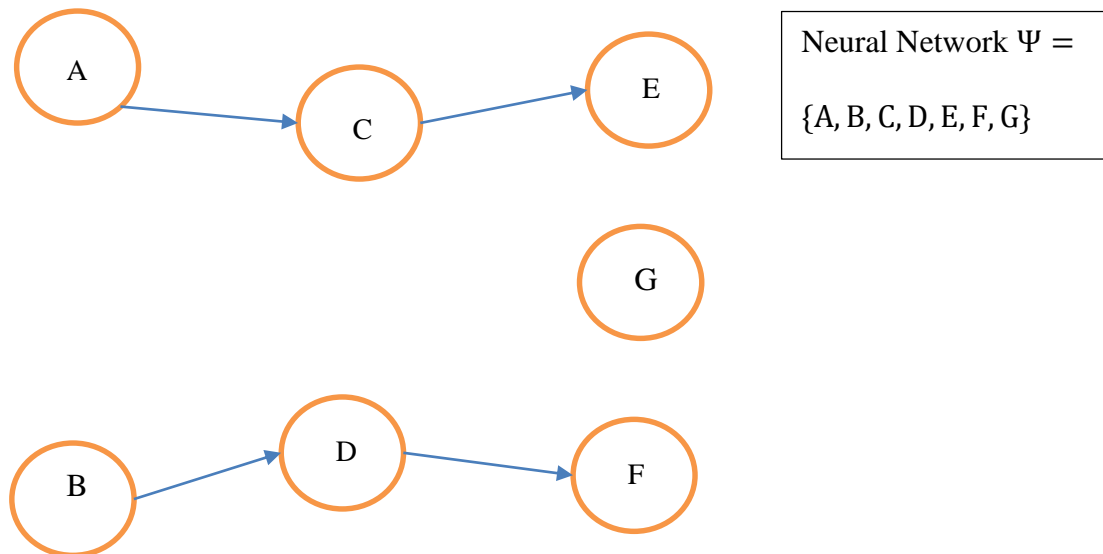 A
C
E
Neural Network Ψ =
{A, B, C, D, E, F, G}
G
B
D
F